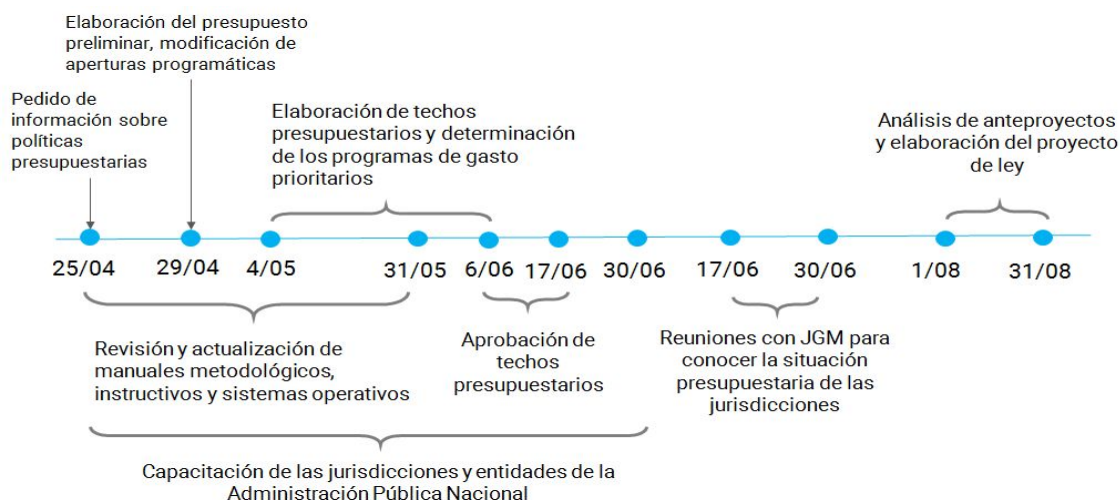 Elaboración del presupuesto
preliminar, modificación de
aperturas programáticas
Pedido de
información sobre
políticas
presupuestarias
Elaboración de techos
presupuestarios y determinación
de los programas de gasto
prioritarios
Análisis de anteproyectos
y elaboración del proyecto
de ley
25/04 29/04 4/05 31/05 6/06 17/06 30/06 17/06 30/06 1/08 31/08
Revisión y actualización de
manuales metodológicos,
instructivos y sistemas operativos
Aprobación de
techos
presupuestarios
Reuniones con JGM para
conocer la situación
presupuestaria de las
jurisdicciones
Capacitación de las jurisdicciones y entidades de la
Administración Pública Nacional